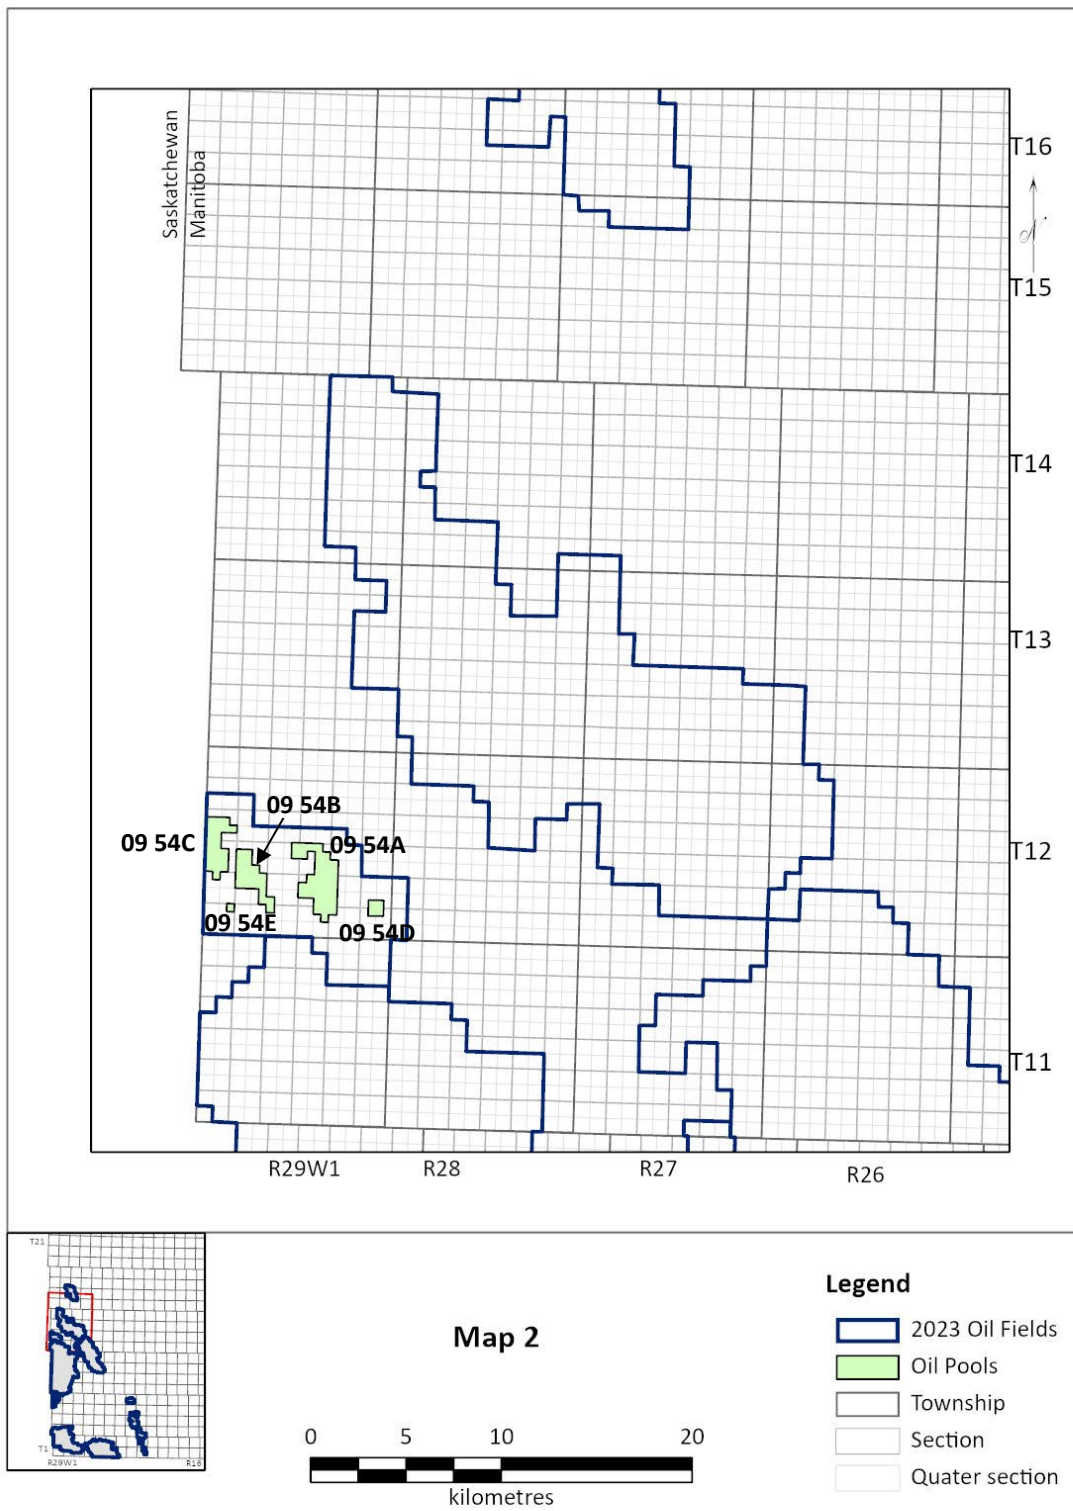 Saskatchewan
Manitoba
T16
N
T15
T14
T13
09 54B
09 54C
09 54A
T12
09 54E
09 54D
T11
R29W1
R28
R27
R26
T21
T1
R29W1
R16
Map 2
0
5
10
20
kilometres
Legend
2023 Oil Fields
Oil Pools
Township
Section
Quater section